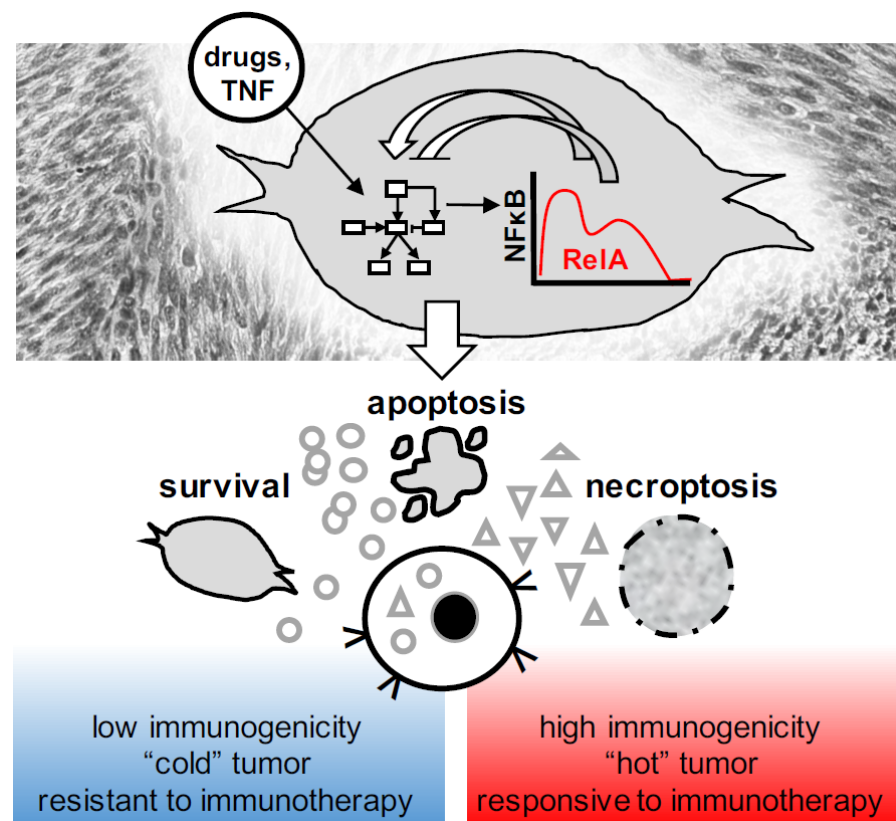 drugs,
TNF
NFκB
RelA
apoptosis
survival
necroptosis
low immunogenicity
“cold” tumor
resistant to immunotherapy
high immunogenicity
“hot” tumor
responsive to immunotherapy